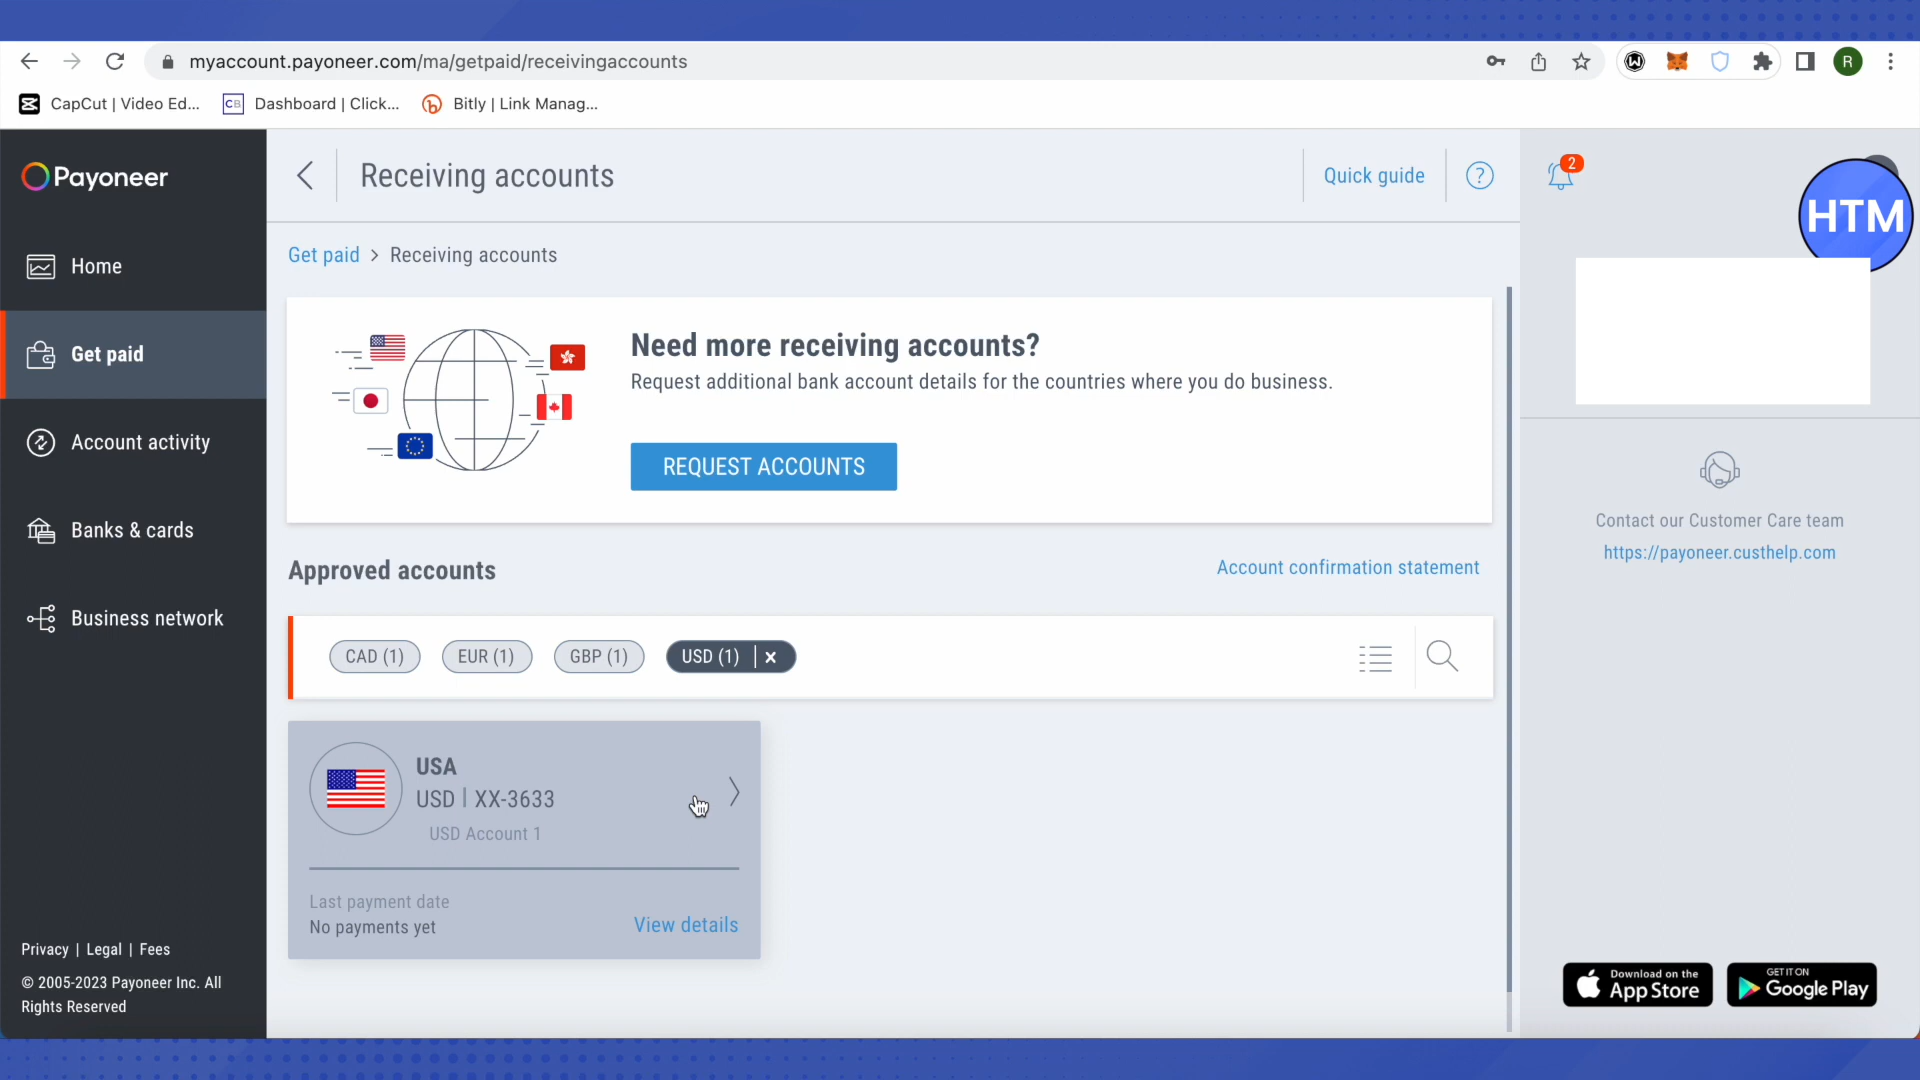 myaccount.payoneer.com/ma/getpaid/receivingaccounts
R
CapCut | Video Ed...
CB
Dashboard | Click...
Bitly | Link Manag...
Payoneer
Home
Get paid
Account activity
Banks & cards
Business network
Privacy | Legal | Fees
© 2005-2023 Payoneer Inc. All
Rights Reserved
Receiving accounts
Quick guide
?
Get paid > Receiving accounts
Need more receiving accounts?
Request additional bank account details for the countries where you do business.
REQUEST ACCOUNTS
Approved accounts
Account confirmation statement
CAD (1)
EUR (1)
GBP (1)
USD (1) | x
USA
USD | XX-3633
USD Account 1
Last payment date
No payments yet
View details
2
HTM
Contact our Customer Care team
https://payoneer.custhelp.com
Download on the
App Store
GET IT ON
Google Play